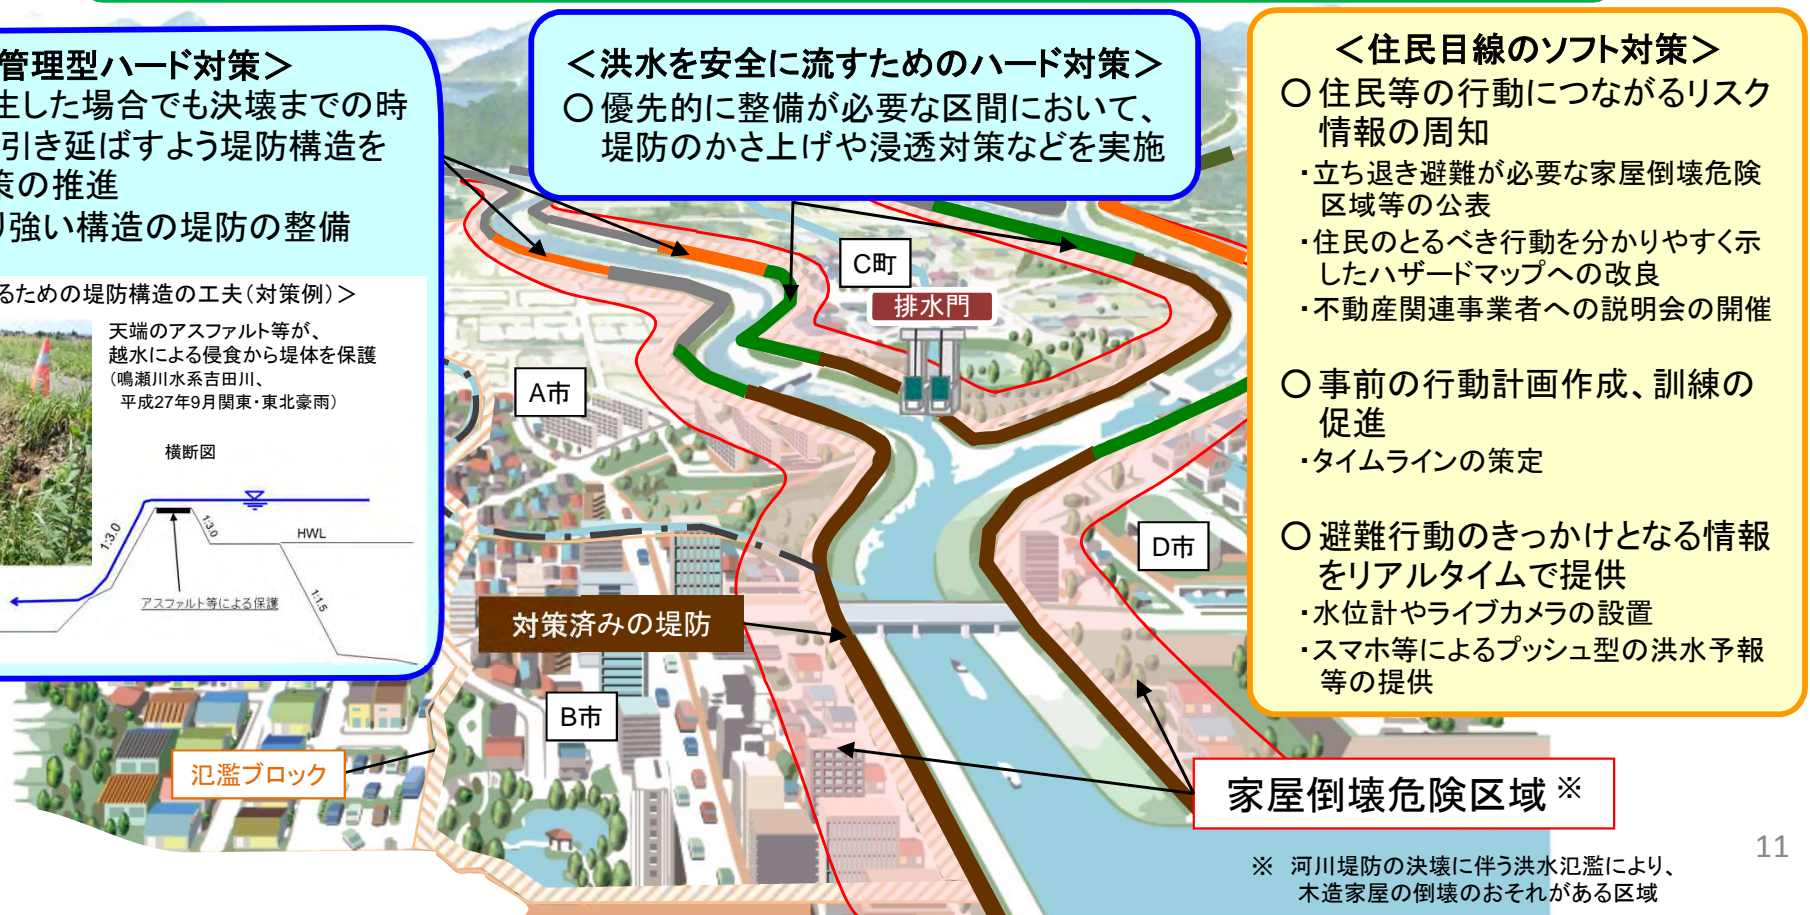 管理型ハード対策＞
生した場合でも決壊までの時
引き延ばすよう堤防構造を
策の推進
り強い構造の堤防の整備
るための堤防構造の工夫（対策例）＞
天端のアスファルト等が、
越水による侵食から堤体を保護
（鳴瀬川水系吉田川、
平成27年9月関東・東北豪雨）
横断図
1:3.0
1:3.0
HWL
1:1.5
アスファルト等による保護
＜洪水を安全に流すためのハード対策＞
○優先的に整備が必要な区間において、
堤防のかさ上げや浸透対策などを実施
＜住民目線のソフト対策＞
○住民等の行動につながるリスク
情報の周知
・立ち退き避難が必要な家屋倒壊危険
区域等の公表
・住民のとるべき行動を分かりやすく示
したハザードマップへの改良
・不動産関連事業者への説明会の開催
○事前の行動計画作成、訓練の
促進
・タイムラインの策定
○避難行動のきっかけとなる情報
をリアルタイムで提供
・水位計やライブカメラの設置
・スマホ等によるプッシュ型の洪水予報
等の提供
C町
排水門
A市
D市
対策済みの堤防
B市
氾濫ブロック
家屋倒壊危険区域※
※ 河川堤防の決壊に伴う洪水氾濫により、
木造家屋の倒壊のおそれがある区域
11